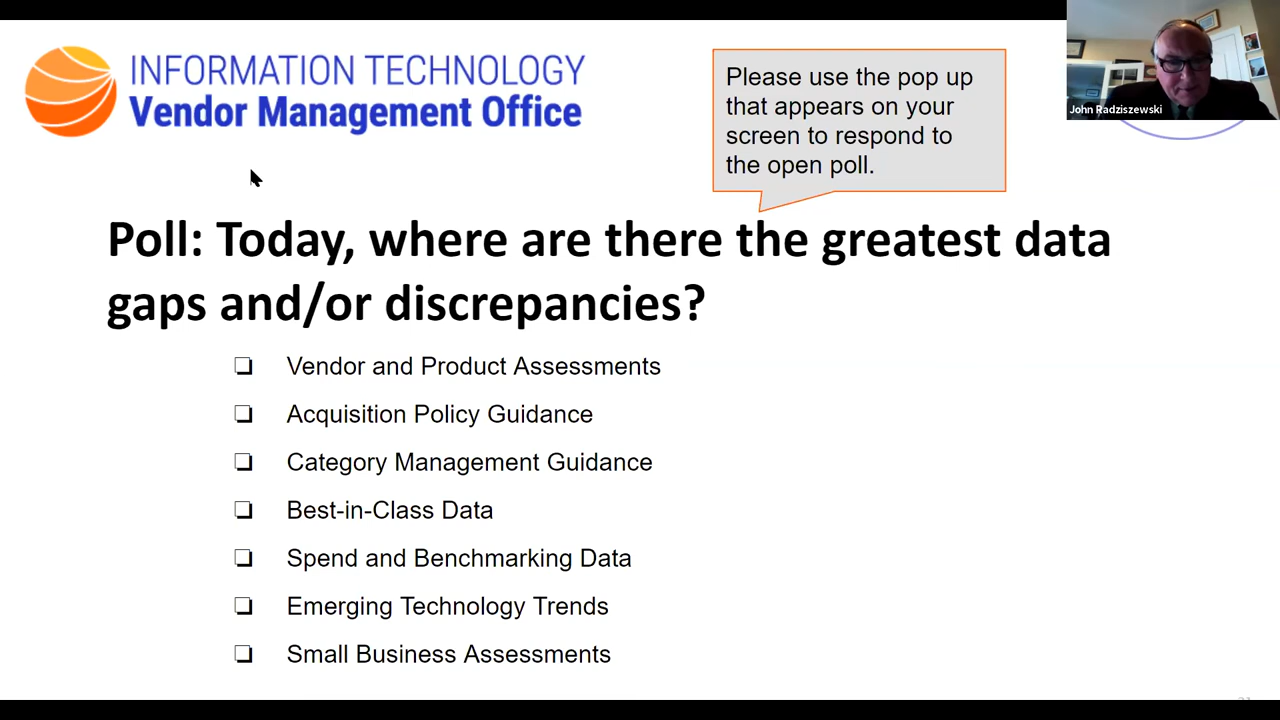 INFORMATION TECHNOLOGY
Vendor Management Office
Please use the pop up
that appears on your
screen to respond to
the open poll.
John Radziszewski
Poll: Today, where are there the greatest data
gaps and/or discrepancies?
❏ Vendor and Product Assessments
❏ Acquisition Policy Guidance
❏ Category Management Guidance
❏ Best-in-Class Data
❏ Spend and Benchmarking Data
❏ Emerging Technology Trends
❏ Small Business Assessments